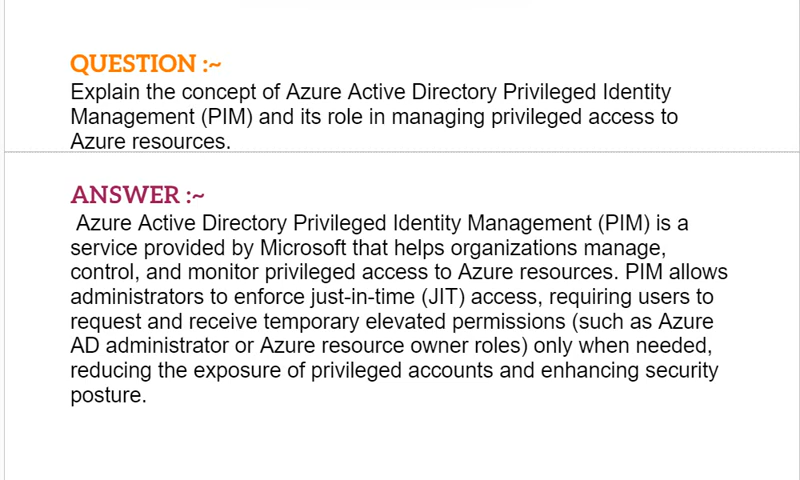 QUESTION :~
Explain the concept of Azure Active Directory Privileged Identity
Management (PIM) and its role in managing privileged access to
Azure resources.
ANSWER :~
Azure Active Directory Privileged Identity Management (PIM) is a
service provided by Microsoft that helps organizations manage,
control, and monitor privileged access to Azure resources. PIM allows
administrators to enforce just-in-time (JIT) access, requiring users to
request and receive temporary elevated permissions (such as Azure
AD administrator or Azure resource owner roles) only when needed,
reducing the exposure of privileged accounts and enhancing security
posture.